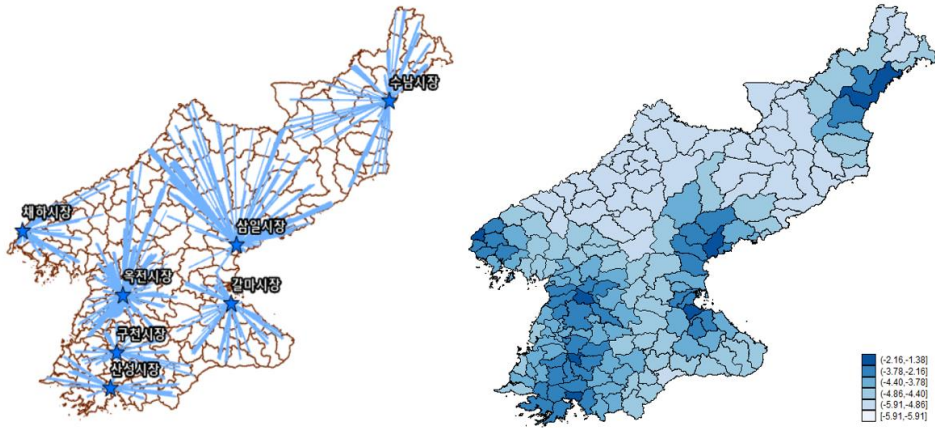 수남시장
채하시장
삼일시장
옥전시장
갈마시장
구천시장
산성시장
(-2.16,-1.38]
(-3.78,-2.16]
(-4.40,-3.78]
(-4.86,-4.40]
(-5.91,-4.86]
[-5.91,-5.91]